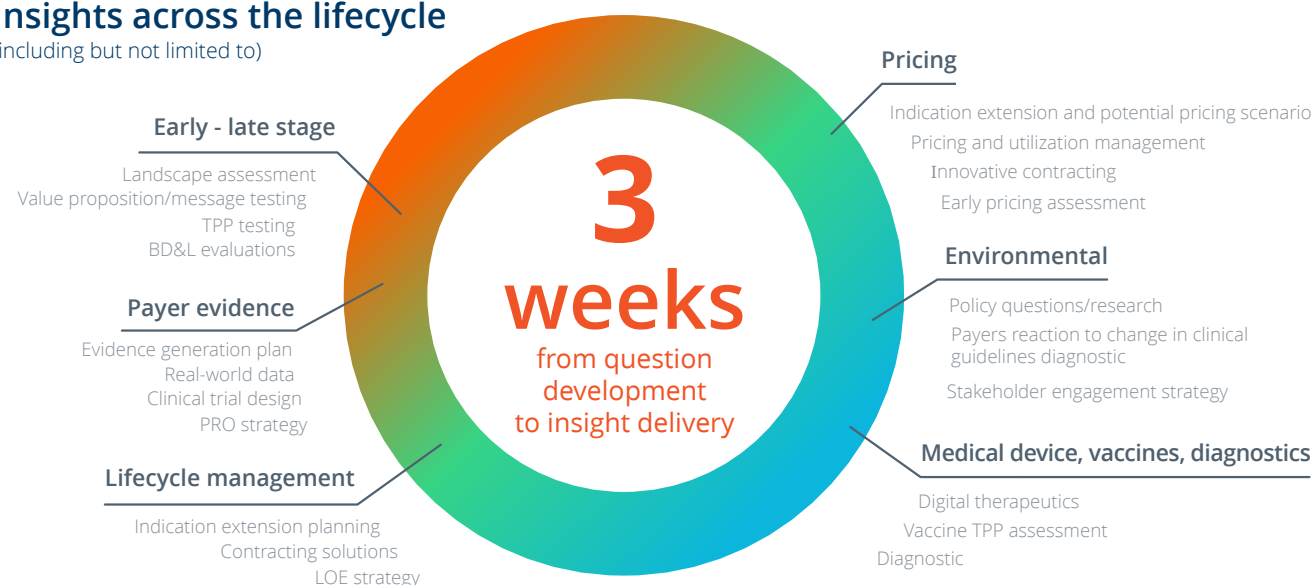 nsights across the lifecycle
including but not limited to)
Early - late stage
Landscape assessment
Value proposition/message testing
TPP testing
BD&L evaluations
Payer evidence
Evidence generation plan
Real-world data
Clinical trial design
PRO strategy
Lifecycle management
Indication extension planning
Contracting solutions
LOE strategy
3
weeks
from question
development
to insight delivery
Pricing
Indication extension and potential pricing scenario
Pricing and utilization management
Innovative contracting
Early pricing assessment
Environmental
Policy questions/research
Payers reaction to change in clinical
guidelines diagnostic
Stakeholder engagement strategy
Medical device, vaccines, diagnostics
Digital therapeutics
Vaccine TPP assessment
Diagnostic